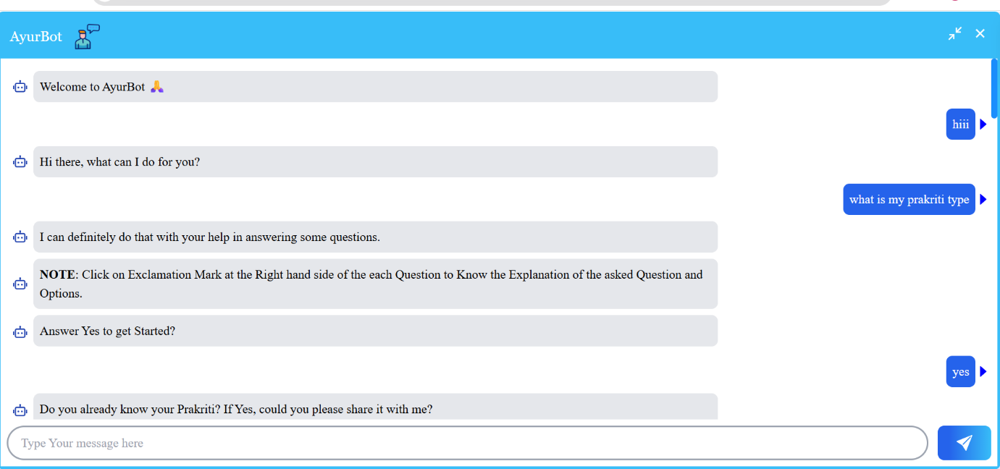 AyurBot
Welcome to AyurBot 🙏
hiii
Hi there, what can I do for you?
what is my prakriti type
I can definitely do that with your help in answering some questions.
NOTE: Click on Exclamation Mark at the Right hand side of the each Question to Know the Explanation of the asked Question and
Options.
Answer Yes to get Started?
yes
Do you already know your Prakriti? If Yes, could you please share it with me?
Type Your message here